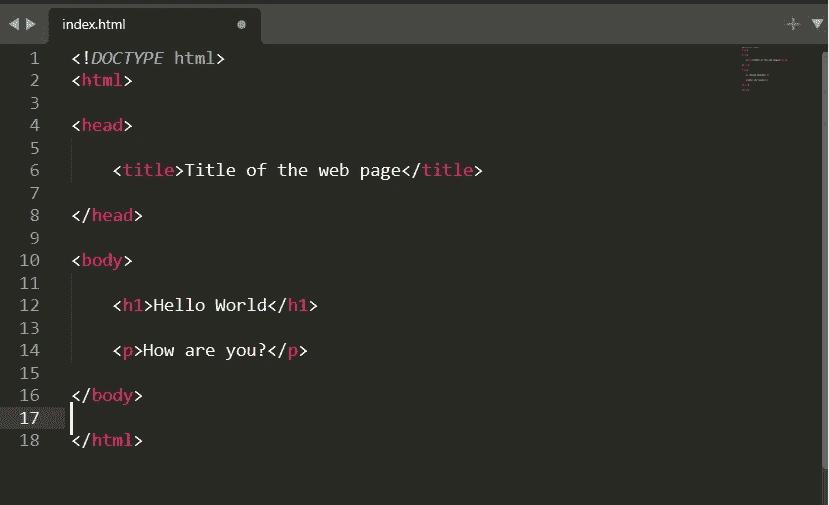 index.html
1 <!DOCTYPE html>
2 <html>
3
4 <head>
5
6 <title>Title of the web page</title>
7
8 </head>
9
10 <body>
11
12 <h1>Hello World</h1>
13
14 <p>How are you?</p>
15
16 </body>
17
18 </html>